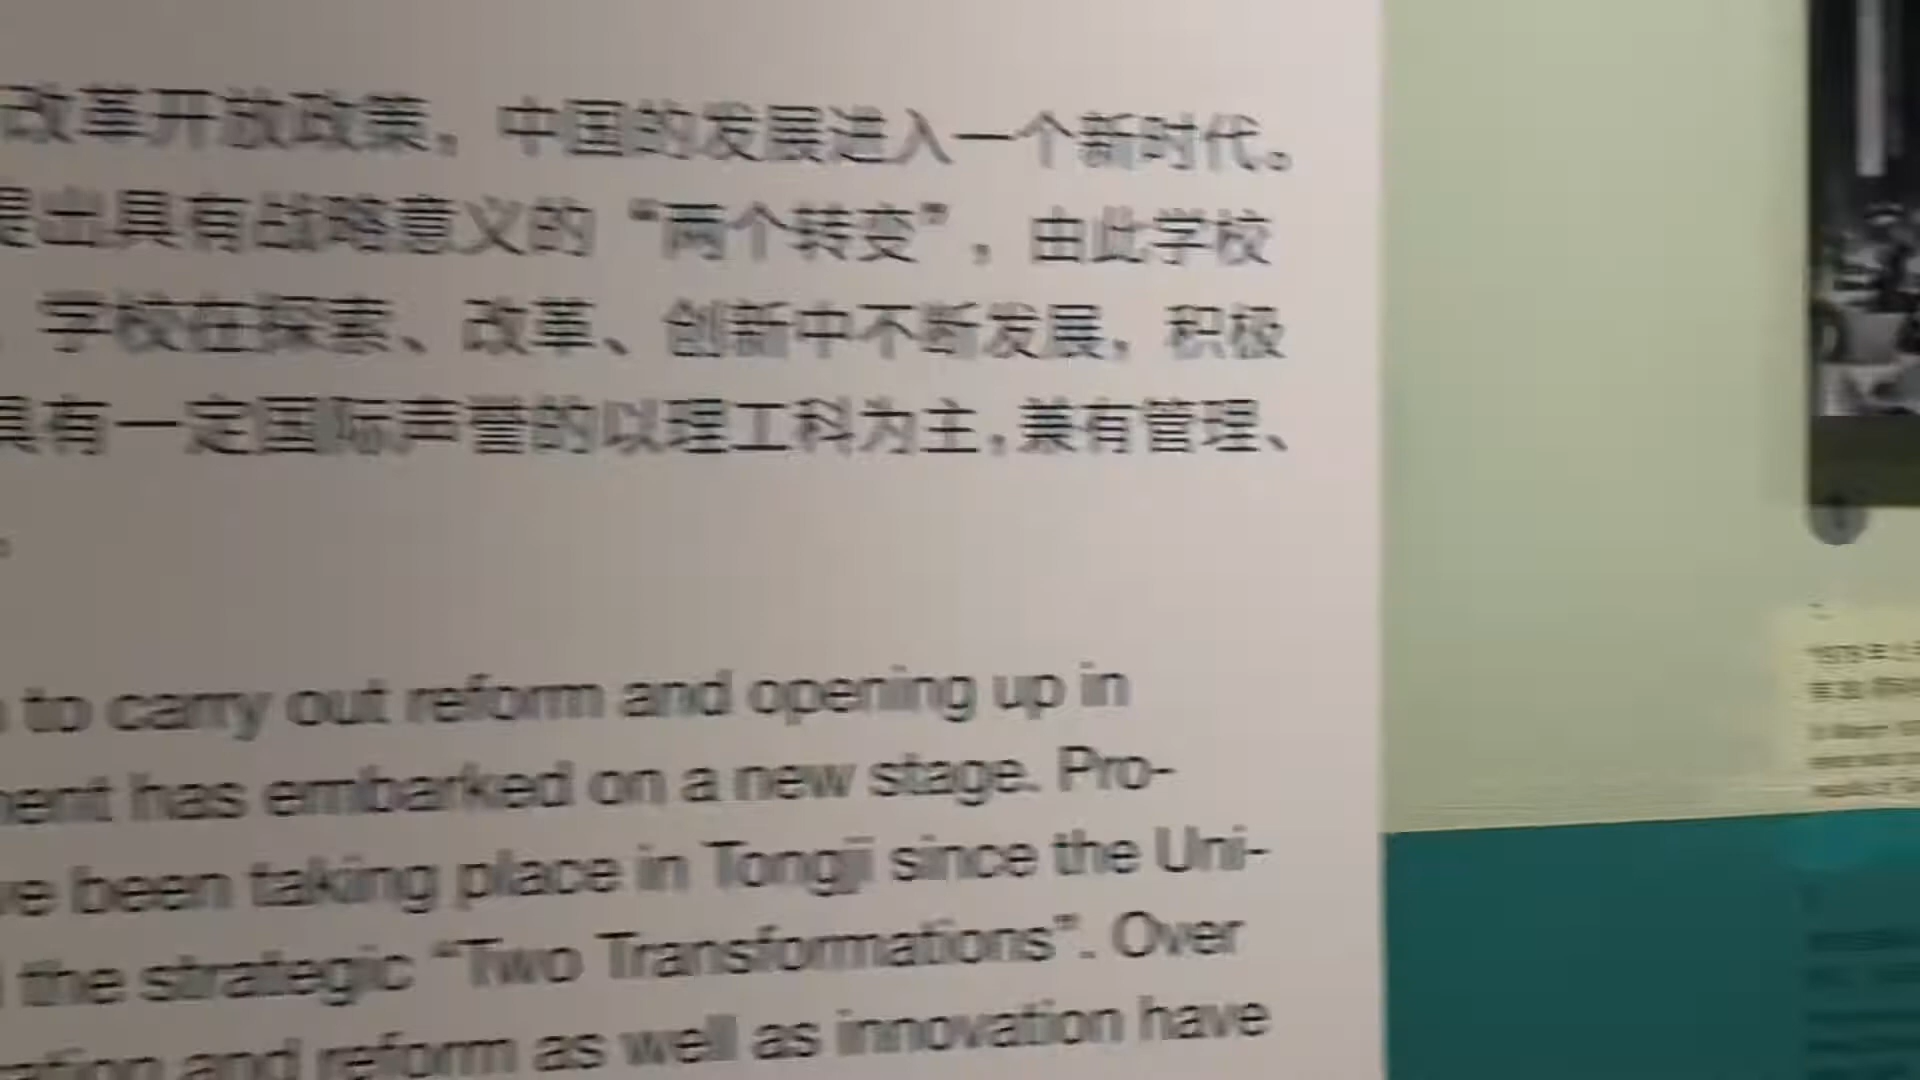 改革开放政策，中国的发展进入一个新时代。
出具有战略意义的“两个转变”，由此学校
学校在探索、改革、创新中不断发展，积极
具有一定国际声誉的以理工科为主，兼有管理、
to carry out reform and opening up in
has embarked on a new stage. Pro-
been taking place in Tongji since the Uni-
the strategic “Two Transformations”. Over
and reform as well as innovation have